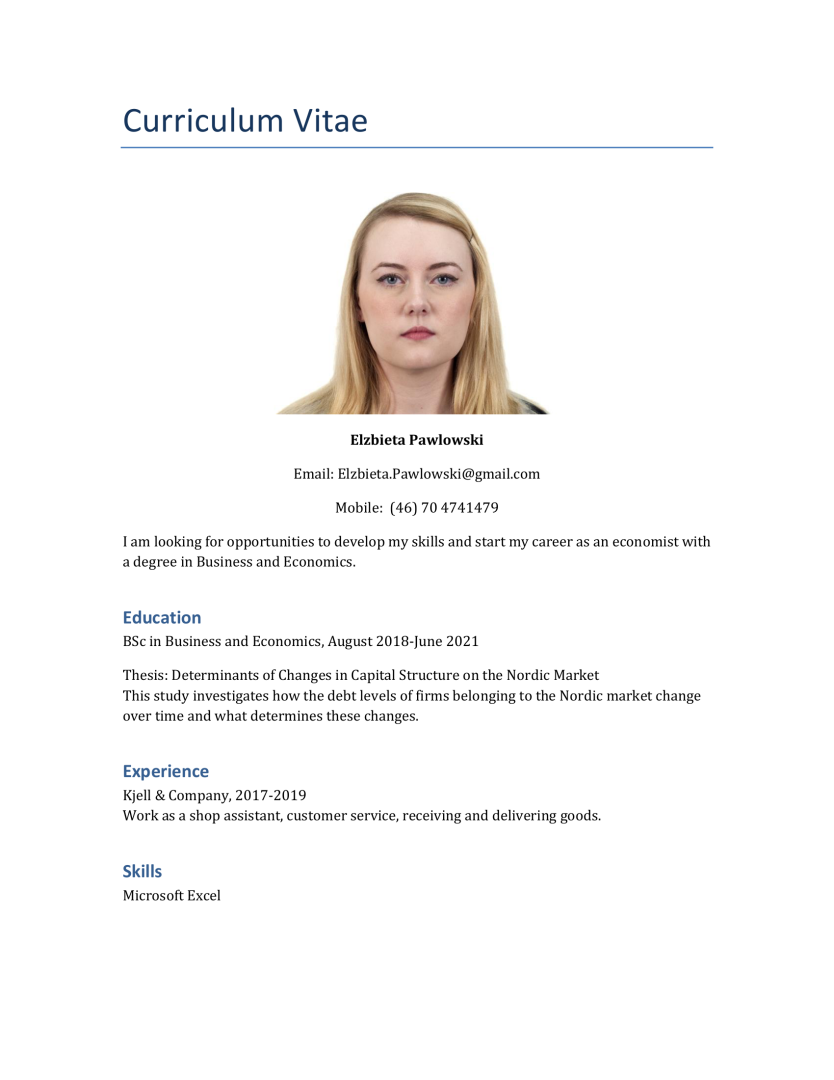 Curriculum Vitae
Elzbieta Pawlowski
Email: Elzbieta.Pawlowski@gmail.com
Mobile:  (46) 70 4741479
I am looking for opportunities to develop my skills and start my career as an economist with
a degree in Business and Economics.
Education
BSc in Business and Economics, August 2018-June 2021
Thesis: Determinants of Changes in Capital Structure on the Nordic Market
This study investigates how the debt levels of firms belonging to the Nordic market change
over time and what determines these changes.
Experience
Kjell & Company, 2017-2019
Work as a shop assistant, customer service, receiving and delivering goods.
Skills
Microsoft Excel